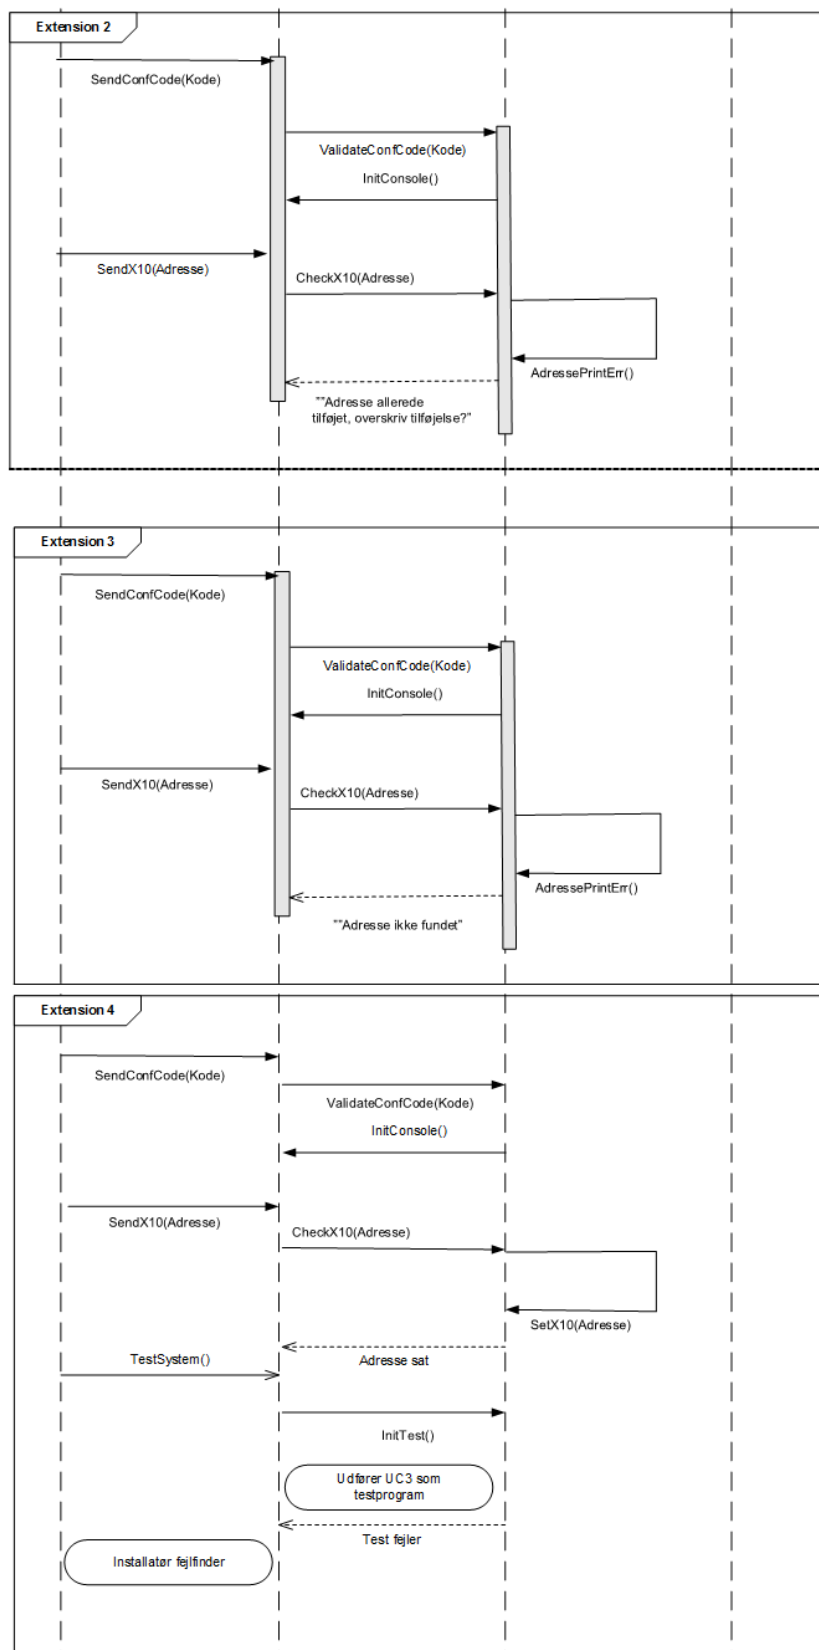 Extension 2
SendConfCode(Kode)
ValidateConfCode(Kode)
InitConsole()
SendX10(Adresse)
CheckX10(Adresse)
AdressePrintErr()
""Adresse allerede
tilføjet, overskriv tilføjelse?"
Extension 3
SendConfCode(Kode)
ValidateConfCode(Kode)
InitConsole()
SendX10(Adresse)
CheckX10(Adresse)
AdressePrintErr()
""Adresse ikke fundet"
Extension 4
SendConfCode(Kode)
ValidateConfCode(Kode)
InitConsole()
SendX10(Adresse)
CheckX10(Adresse)
SetX10(Adresse)
Adresse sat
TestSystem()
InitTest()
Udfører UC3 som
testprogram
Test fejler
Installatør fejlfinder